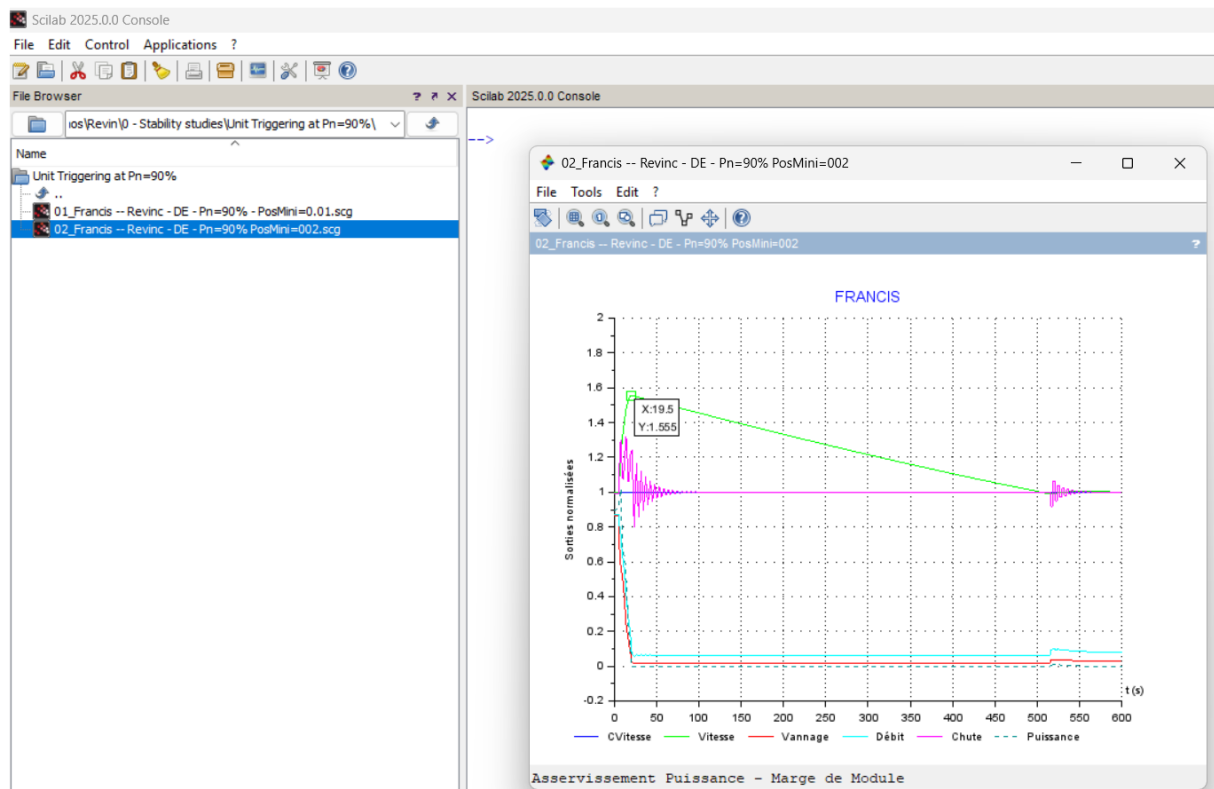 Scilab 2025.0.0 Console
File Edit Control Applications ?
File Browser
Scilab 2025.0.0 Console
ios\Revin\0 - Stability studies\Unit Triggering at Pn=90%\
-->
Name
Unit Triggering at Pn=90%
..
01_Francis -- Revinc - DE - Pn=90% - PosMini=0.01.scg
02_Francis -- Revinc - DE - Pn=90% PosMini=002.scg
02_Francis -- Revinc - DE - Pn=90% PosMini=002
File Tools Edit ?
02_Francis -- Revinc - DE - Pn=90% PosMini=002
?
FRANCIS
2
1.8
1.6
1.4
1.2
1
0.8
0.6
0.4
0.2
0
-0.2
Sorties normalisées
X:19.5
Y:1.555
t (s)
0 50 100 150 200 250 300 350 400 450 500 550 600
CVitesse Vitesse Vannage Débit Chute Puissance
Asservissement Puissance - Marge de Module